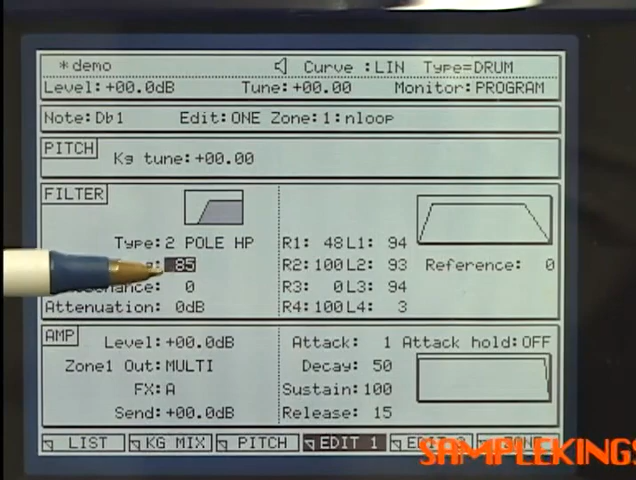 *demo Curve :LIN Type=DRUM
Level:+00.0dB Tune:+00.00 Monitor:PROGRAM
Note:Db1 Edit:ONE Zone:1:nloop
PITCH Kg tune:+00.00
FILTER
Type:2 POLE HP R1: 48 L1: 94
85 R2:100 L2: 93 Reference: 0
0 R3: 0 L3: 94
Attenuation: 0dB R4:100 L4: 3
AMP Level:+00.0dB Attack: 1 Attack hold:OFF
Zone1 Out:MULTI Decay: 50
FX:A Sustain:100
Send:+00.0dB Release: 15
LIST KG MIX PITCH EDIT 1
SAMPLEKINGS